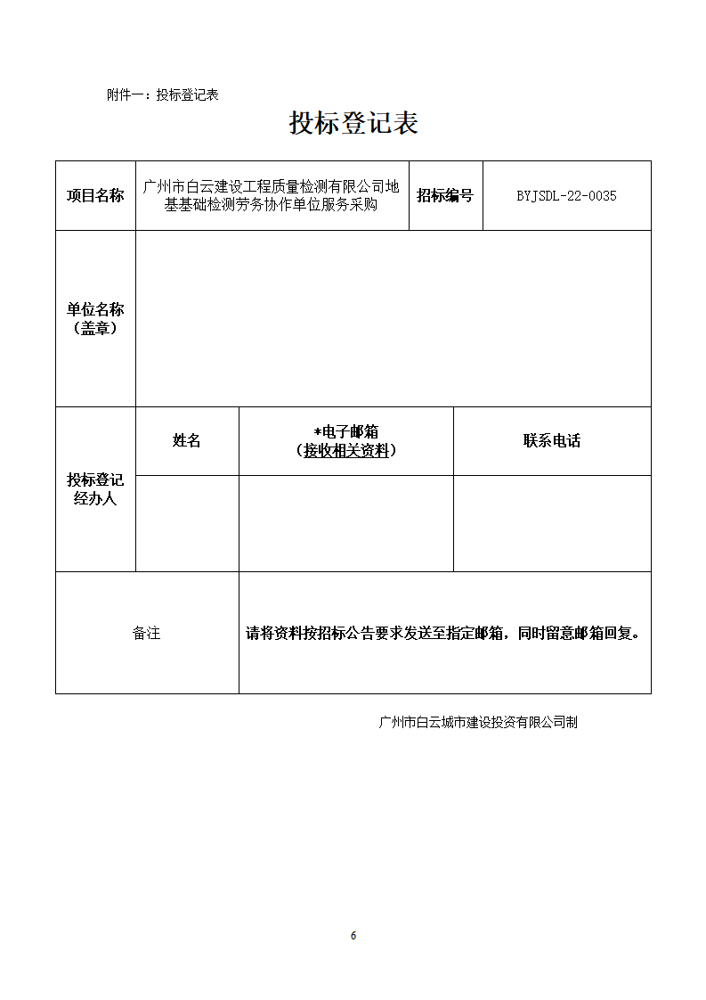 附件一：投标登记表
投标登记表
项目名称
广州市白云建设工程质量检测有限公司地
基基础检测劳务协作单位服务采购
招标编号
BYJSDL-22-0035
单位名称
（盖章）
投标登记
经办人
姓名
*电子邮箱
（接收相关资料）
联系电话
备注
请将资料按招标公告要求发送至指定邮箱，同时留意邮箱回复。
广州市白云城市建设投资有限公司制
6